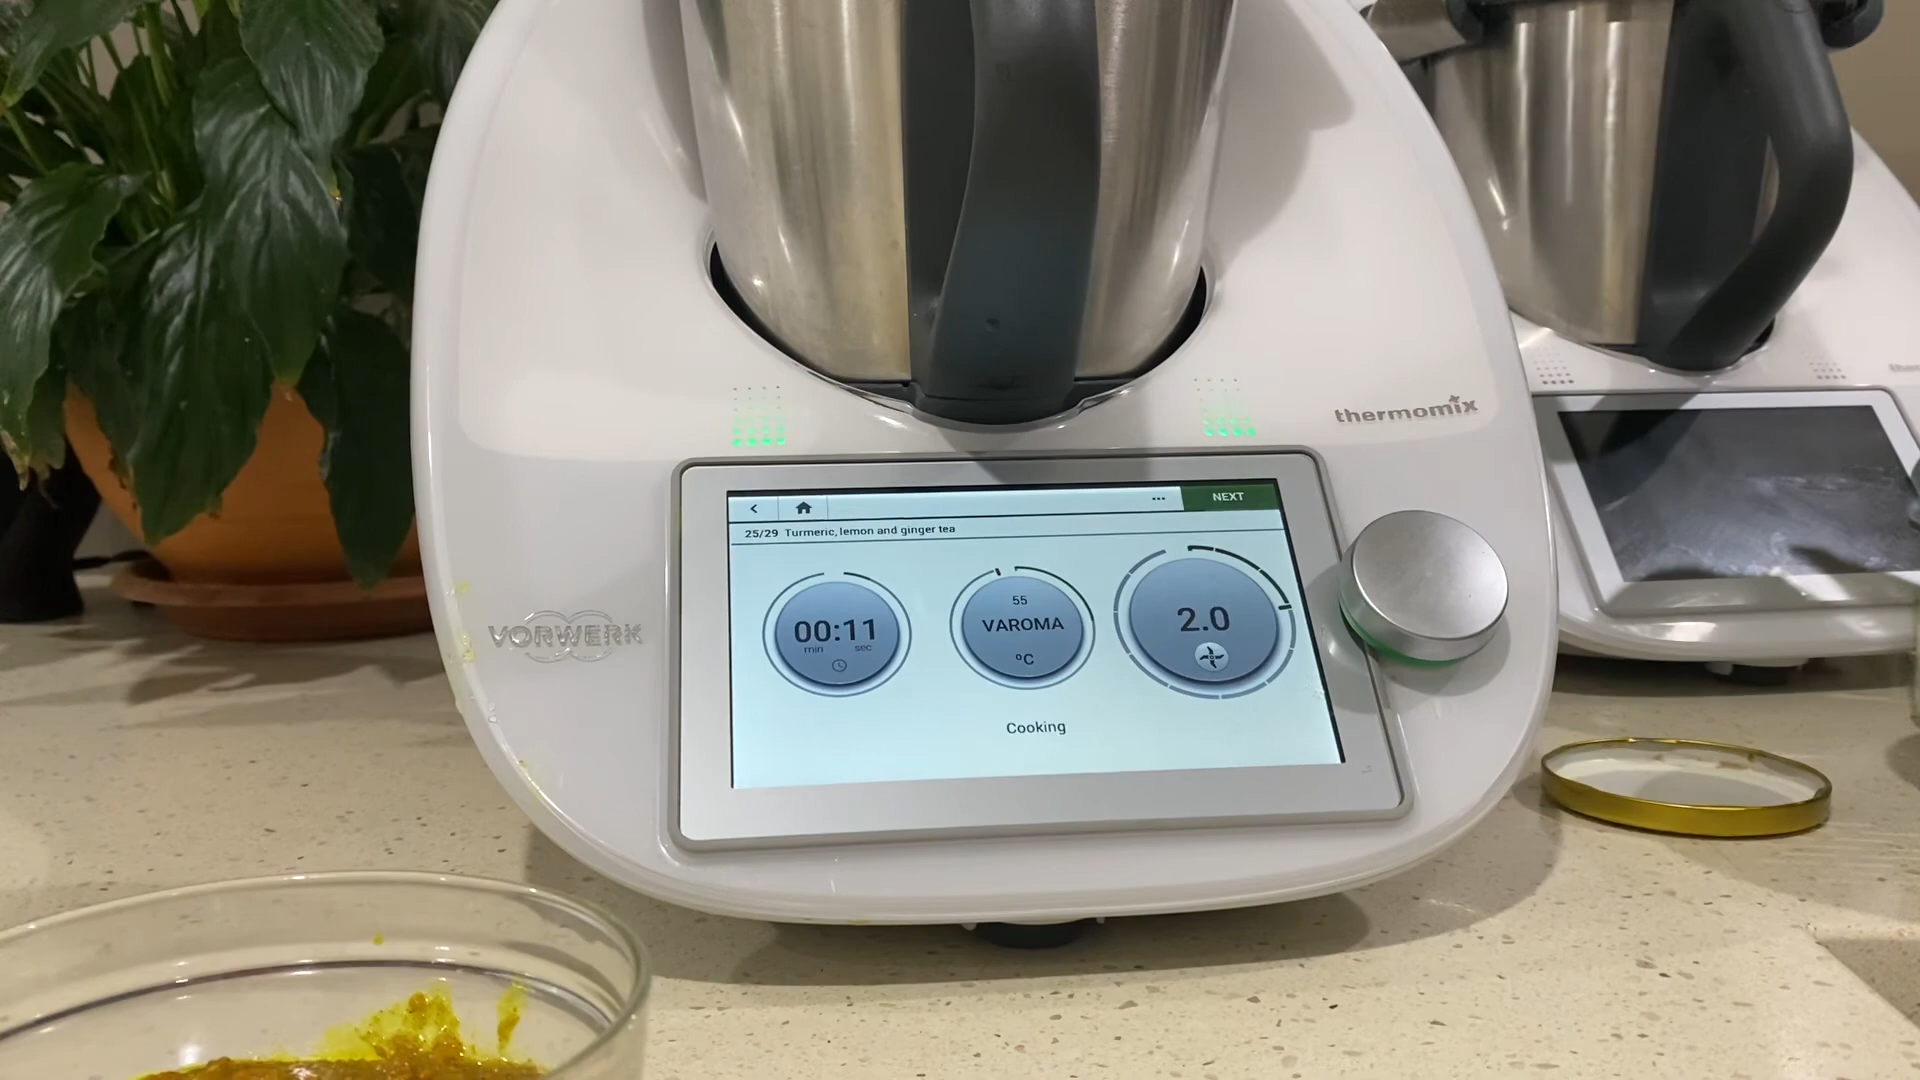 thermomix
NEXT
25/29 Turmeric, lemon and ginger tea
00:11
min sec
55
VAROMA
°C
2.0
Cooking
VORWERK